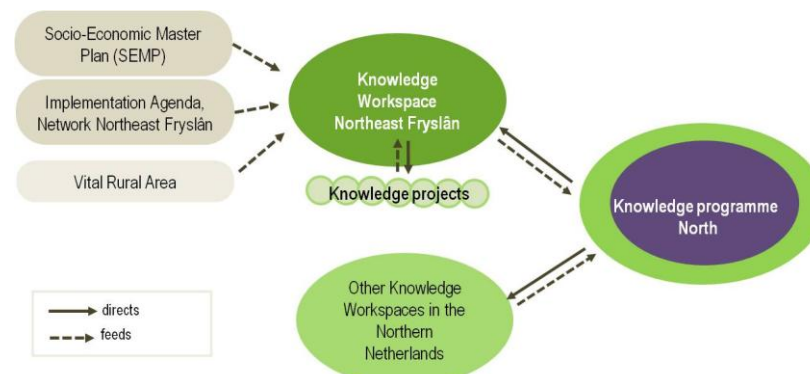 Socio-Economic Master
Plan (SEMP)
Implementation Agenda,
Network Northeast Fryslân
Vital Rural Area
Knowledge
Workspace
Northeast Fryslân
Knowledge projects
Knowledge programme
North
Other Knowledge
Workspaces in the
Northern
Netherlands
directs
feeds